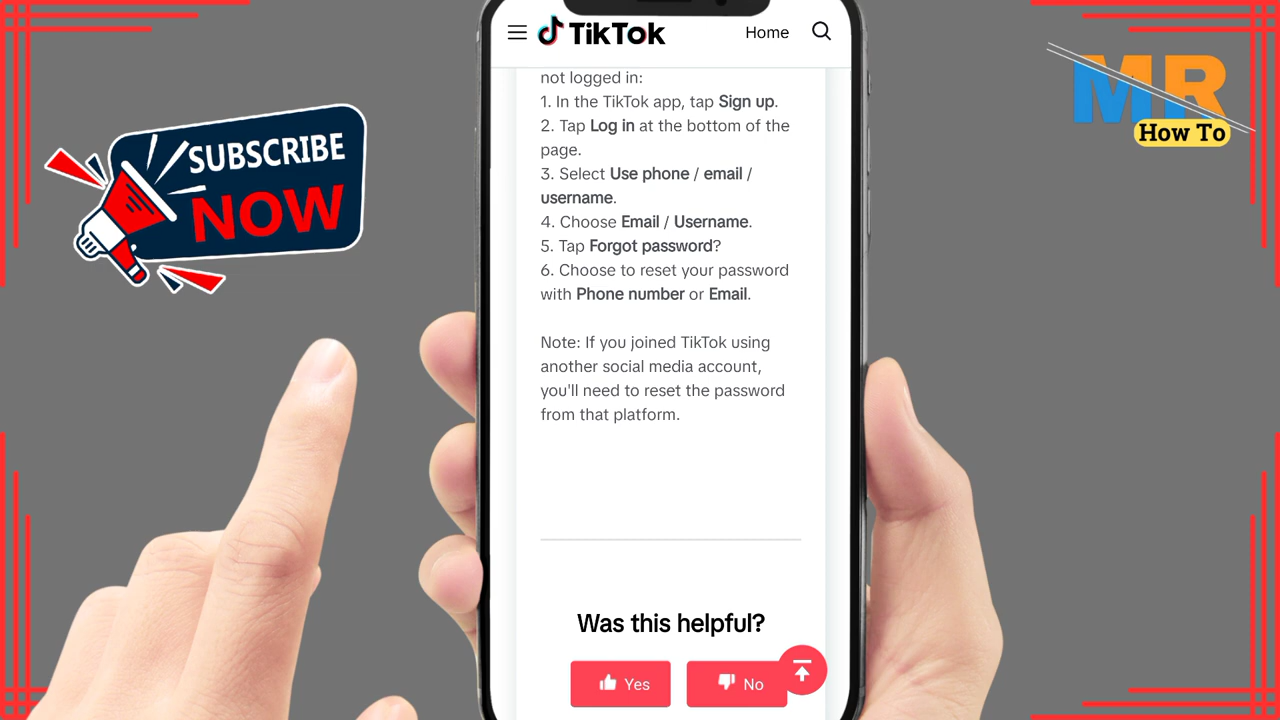 TikTok
Home
not logged in:
1. In the TikTok app, tap Sign up.
2. Tap Log in at the bottom of the
page.
3. Select Use phone / email /
username.
4. Choose Email / Username.
5. Tap Forgot password?
6. Choose to reset your password
with Phone number or Email.
Note: If you joined TikTok using
another social media account,
you'll need to reset the password
from that platform.
Was this helpful?
Yes
No
SUBSCRIBE
NOW
MR
How To